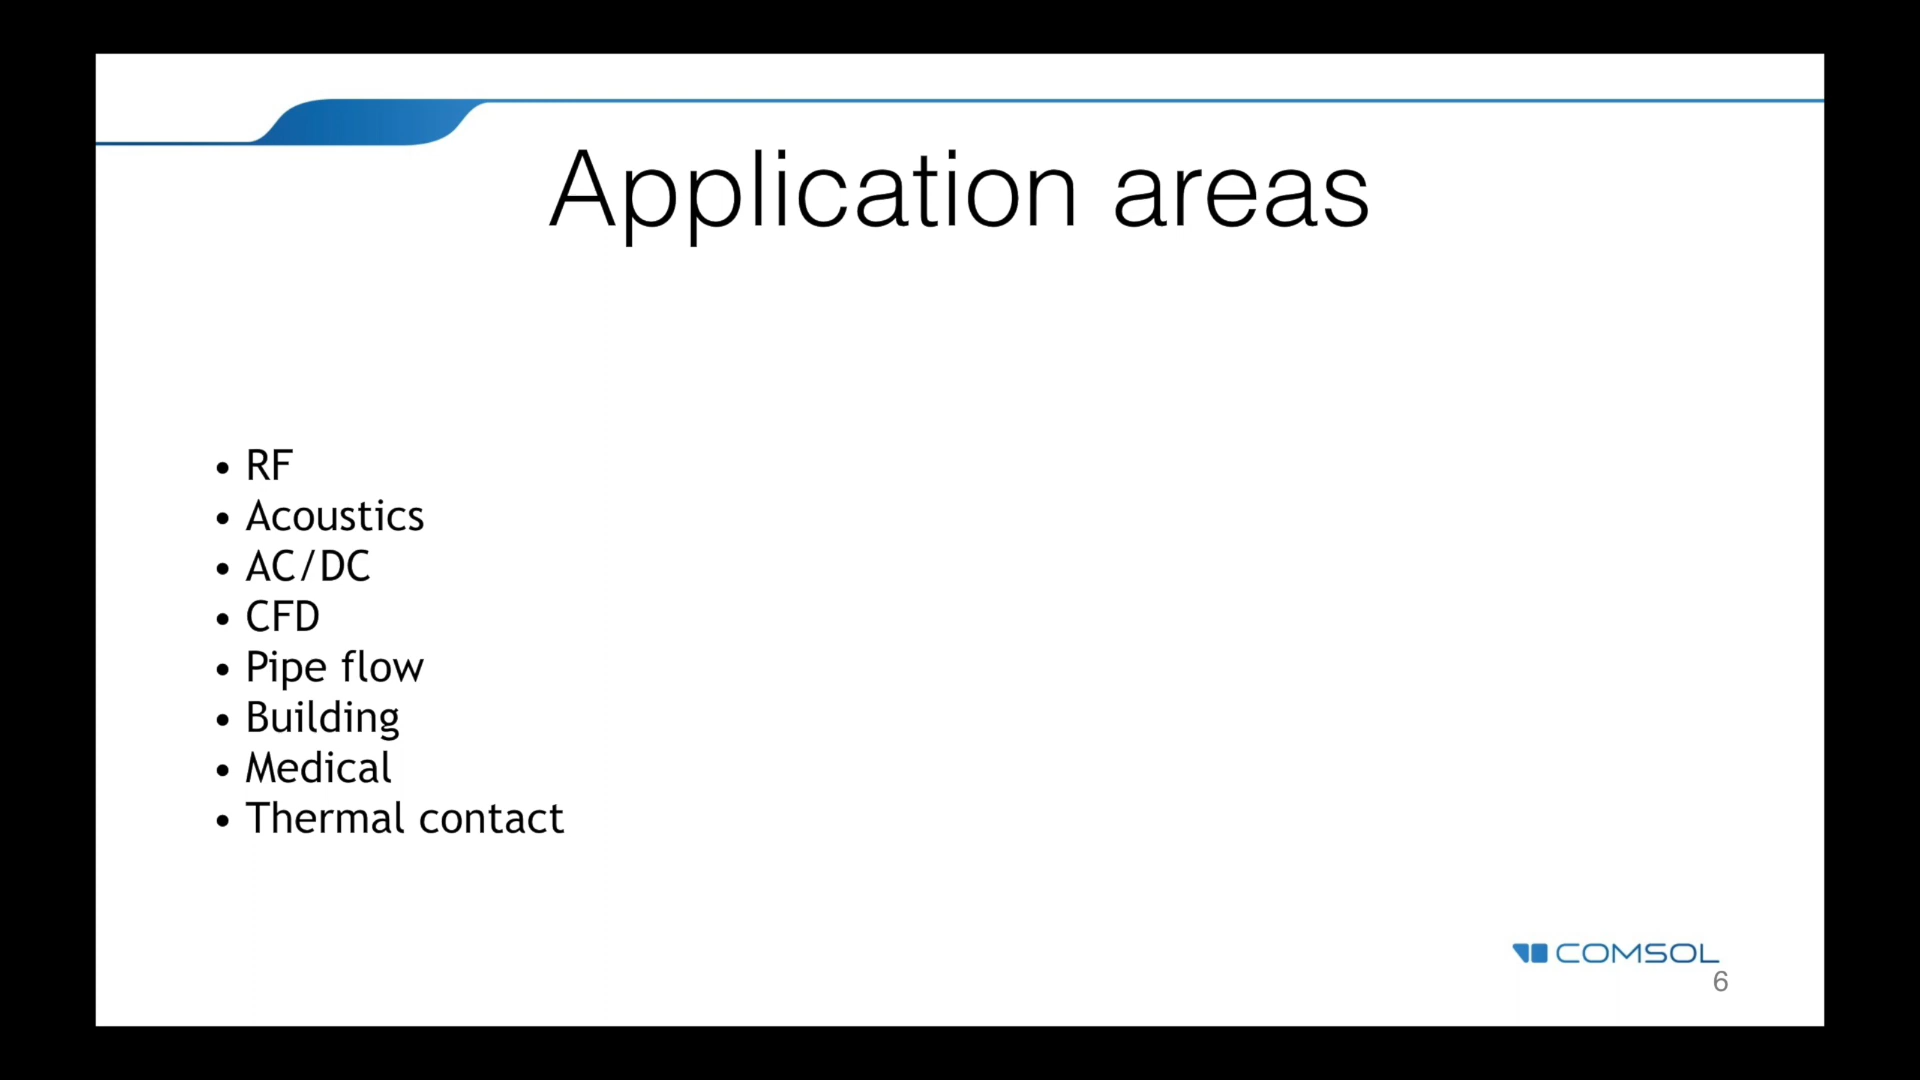 Application areas
• RF
• Acoustics
• AC/DC
• CFD
• Pipe flow
• Building
• Medical
• Thermal contact
COMSOL
6